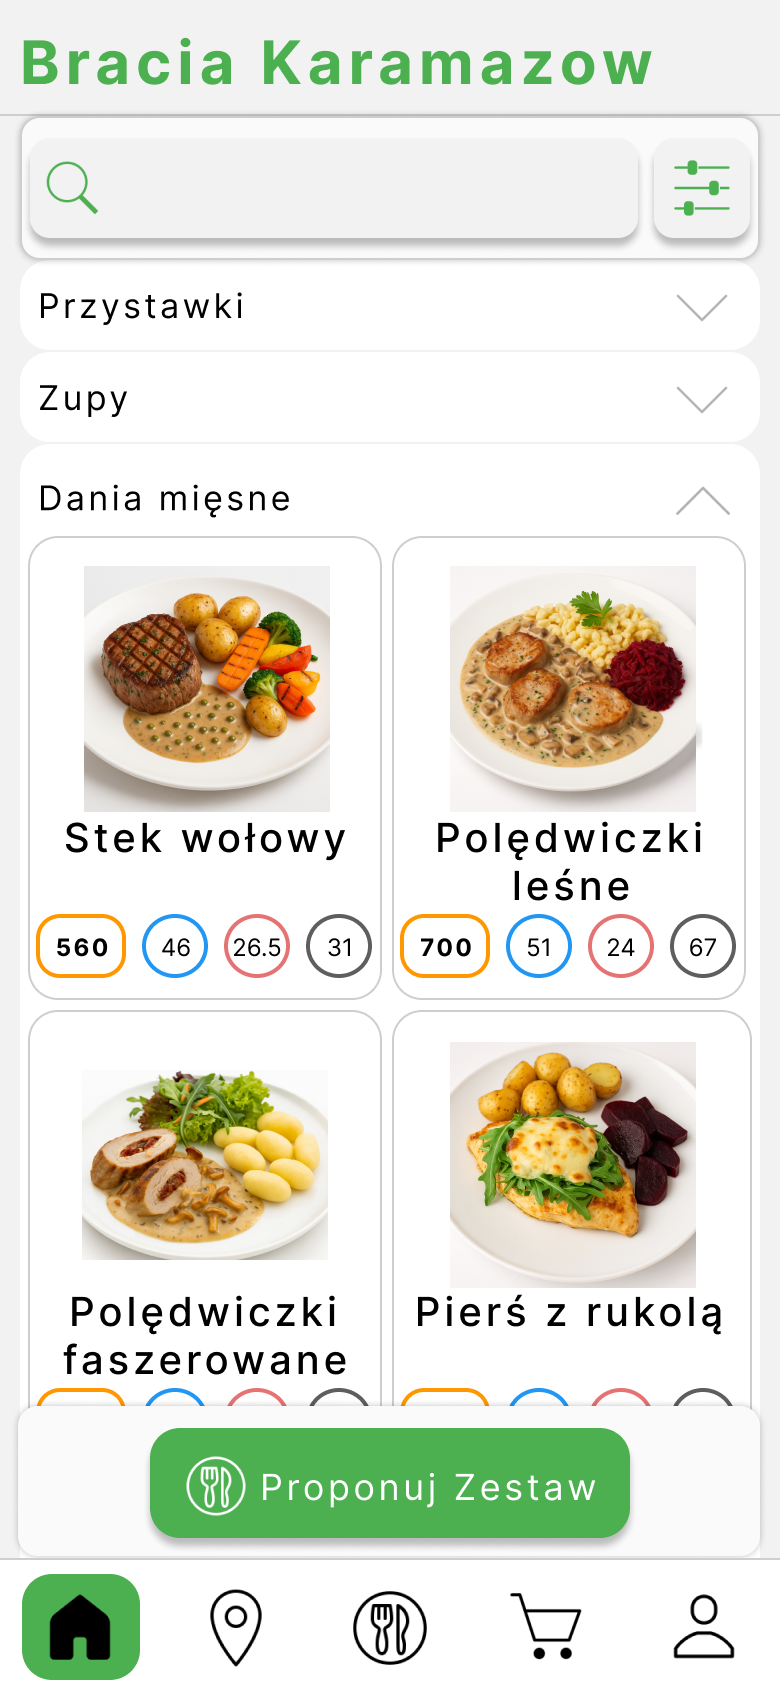 Bracia Karamazow
Przystawki
Zupy
Dania mięsne
Stek wołowy
560 46 26.5 31
Polędwiczki
leśne
700 51 24 67
Polędwiczki
faszerowane
Pierś z rukolą
Proponuj Zestaw